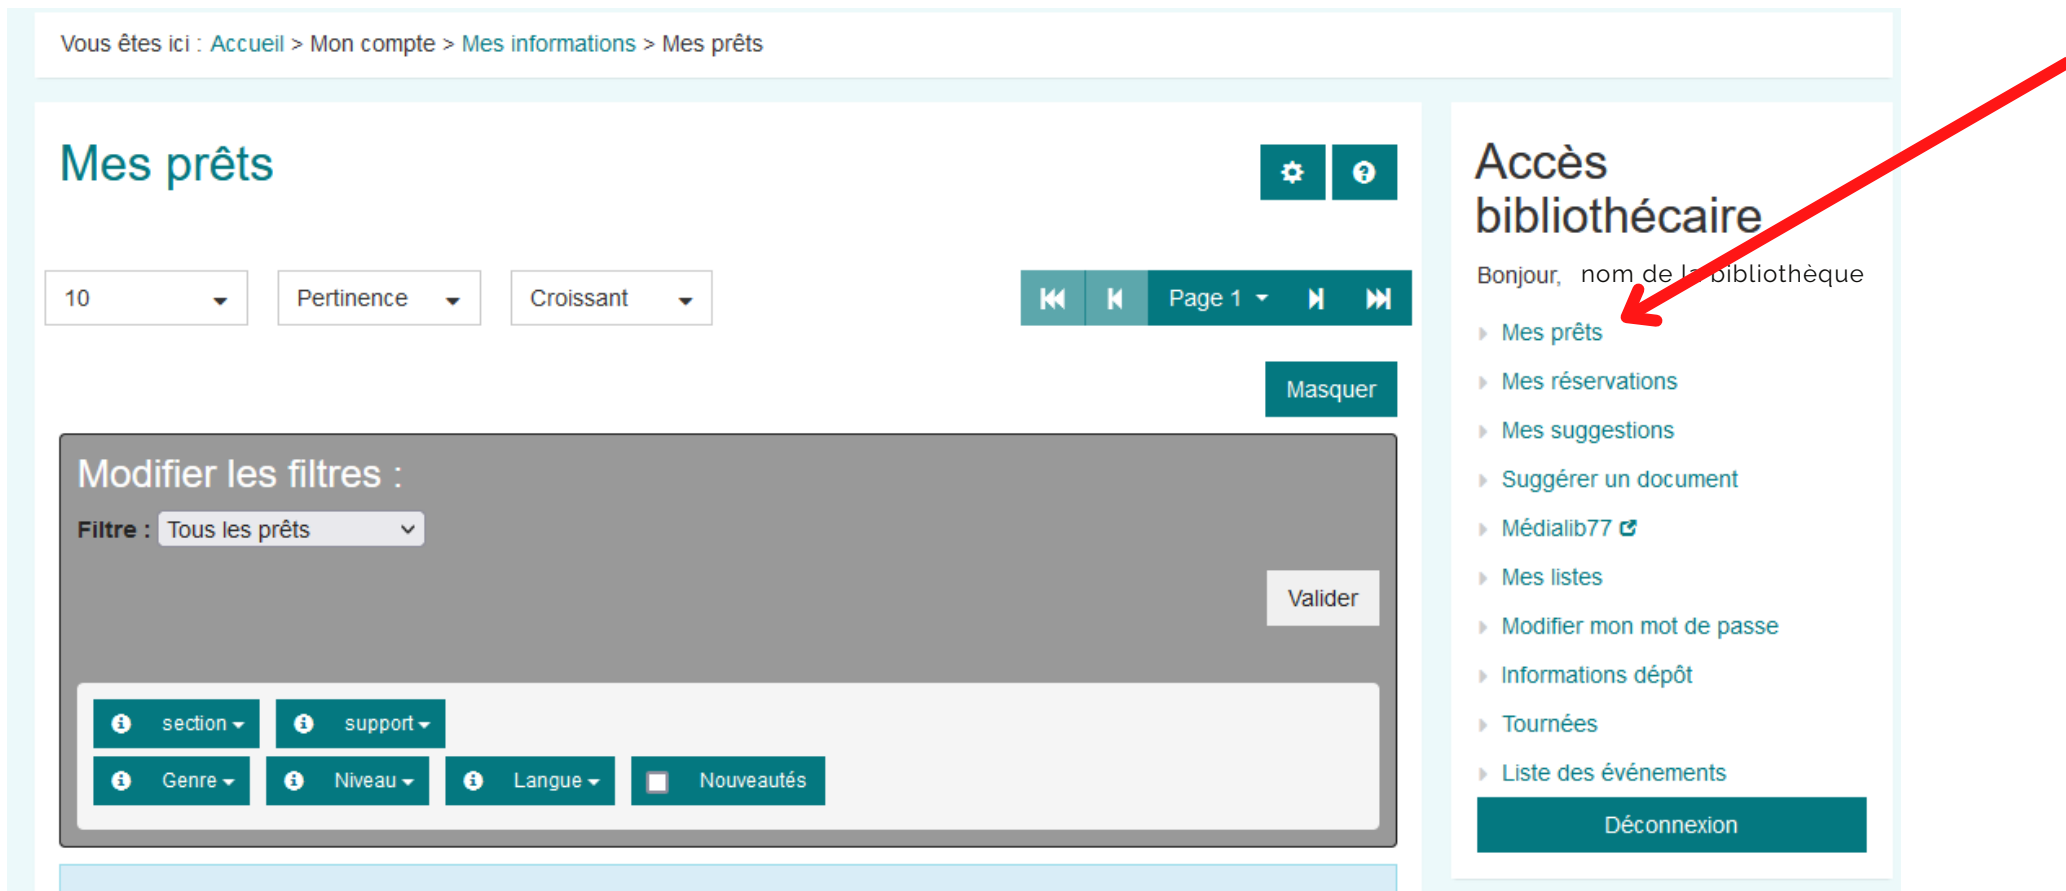 Vous êtes ici : Accueil > Mon compte > Mes informations > Mes prêts
Mes prêts
10
Pertinence
Croissant
Page 1
Masquer
Modifier les filtres :
Filtre : Tous les prêts
Valider
section
support
Genre
Niveau
Langue
Nouveautés
Accès
bibliothécaire
Bonjour, nom de la bibliothèque
Mes prêts
Mes réservations
Mes suggestions
Suggérer un document
Médialib77
Mes listes
Modifier mon mot de passe
Informations dépôt
Tournées
Liste des événements
Déconnexion